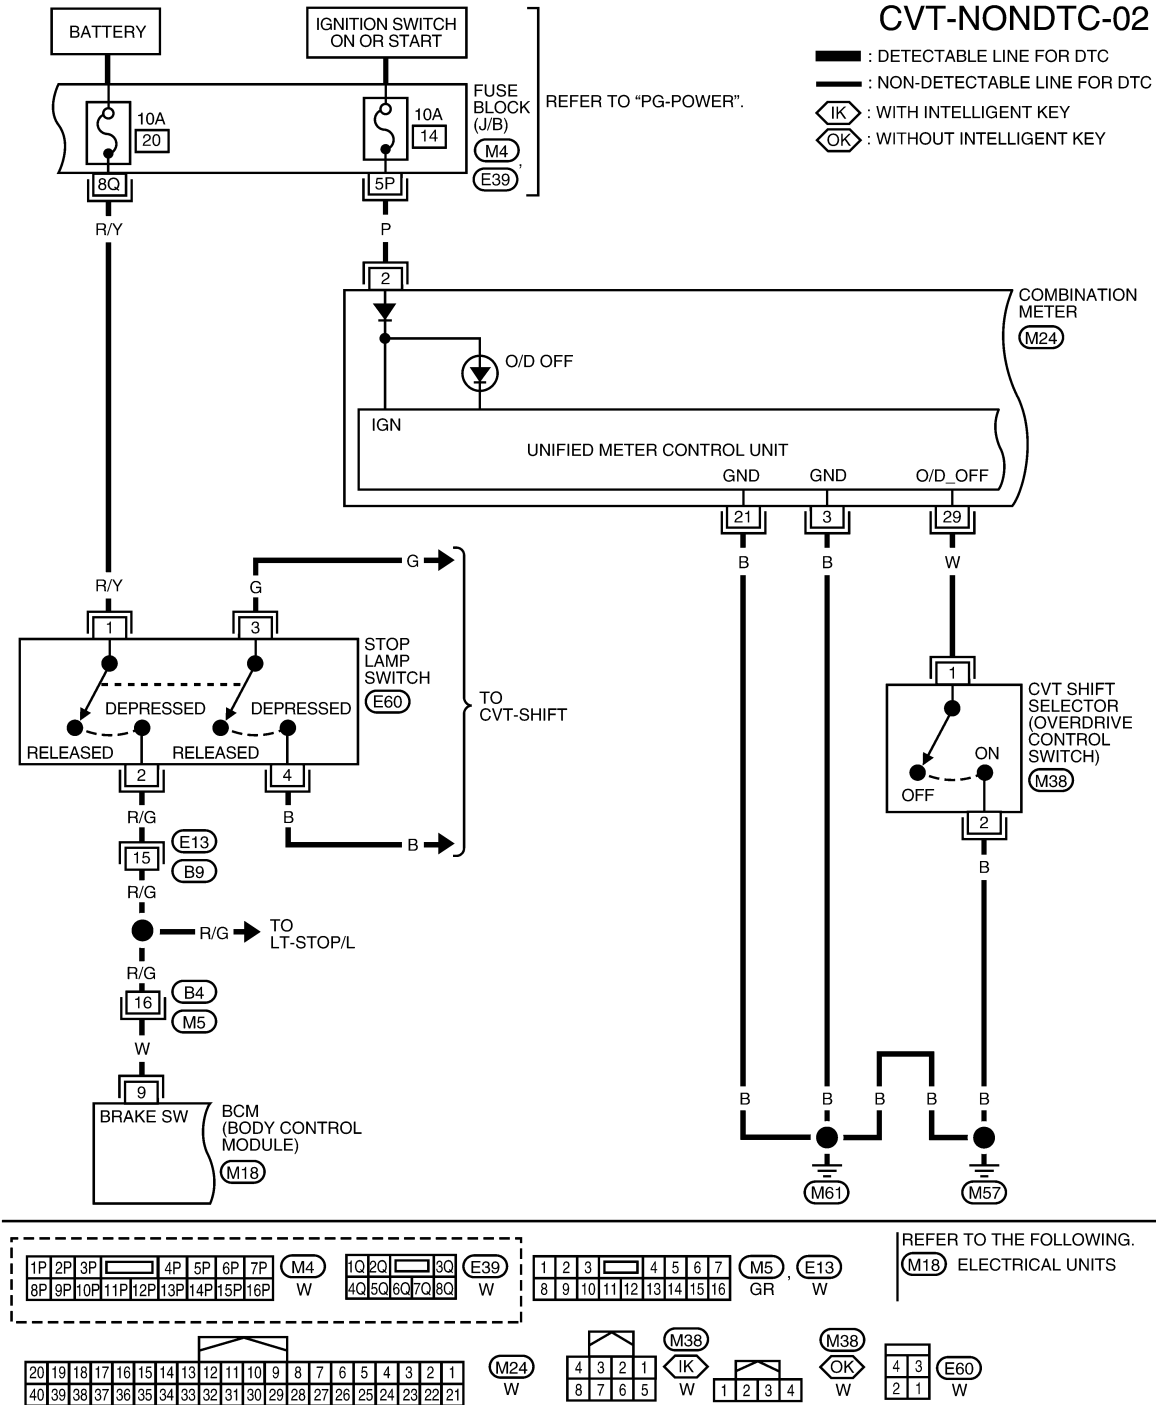 CVT-NONDTC-02
BATTERY
IGNITION SWITCH
ON OR START
: DETECTABLE LINE FOR DTC
: NON-DETECTABLE LINE FOR DTC
IK : WITH INTELLIGENT KEY
OK : WITHOUT INTELLIGENT KEY
10A
20
10A
14
FUSE
BLOCK
(J/B)
M4 ,
E39
REFER TO “PG-POWER”.
8Q
5P
R/Y
P
2
COMBINATION
METER
M24
O/D OFF
IGN
UNIFIED METER CONTROL UNIT
GND
GND
O/D_OFF
21
3
29
B
B
W
G
G
R/Y
1
3
STOP
LAMP
SWITCH
E60
DEPRESSED
DEPRESSED
RELEASED
RELEASED
TO
CVT-SHIFT
2
4
R/G
B
B
1
CVT SHIFT
SELECTOR
(OVERDRIVE
CONTROL
SWITCH)
M38
ON
OFF
2
B
15
E13
B9
R/G
R/G
TO
LT-STOP/L
R/G
16
B4
M5
W
9
BRAKE SW
BCM
(BODY CONTROL
MODULE)
M18
B
B
B
B
B
M61
M57
1P 2P 3P 4P 5P 6P 7P
8P 9P 10P 11P 12P 13P 14P 15P 16P
M4
W
1Q 2Q 3Q
4Q 5Q 6Q 7Q 8Q
E39
W
1 2 3 4 5 6 7
8 9 10 11 12 13 14 15 16
M5 , E13
GR W
REFER TO THE FOLLOWING.
M18 ELECTRICAL UNITS
20 19 18 17 16 15 14 13 12 11 10 9 8 7 6 5 4 3 2 1
40 39 38 37 36 35 34 33 32 31 30 29 28 27 26 25 24 23 22 21
M24
W
4 3 2 1
8 7 6 5
M38
IK
W
1 2 3 4
M38
OK
W
4 3
2 1
E60
W